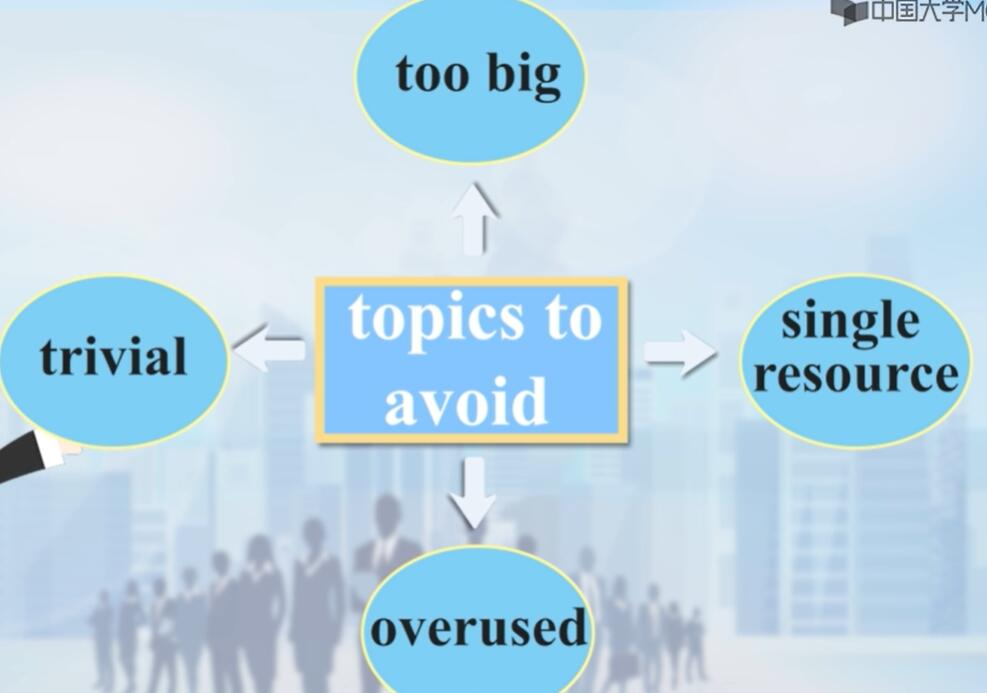 中国大学M
too big
trivial
topics to
avoid
single
resource
overused